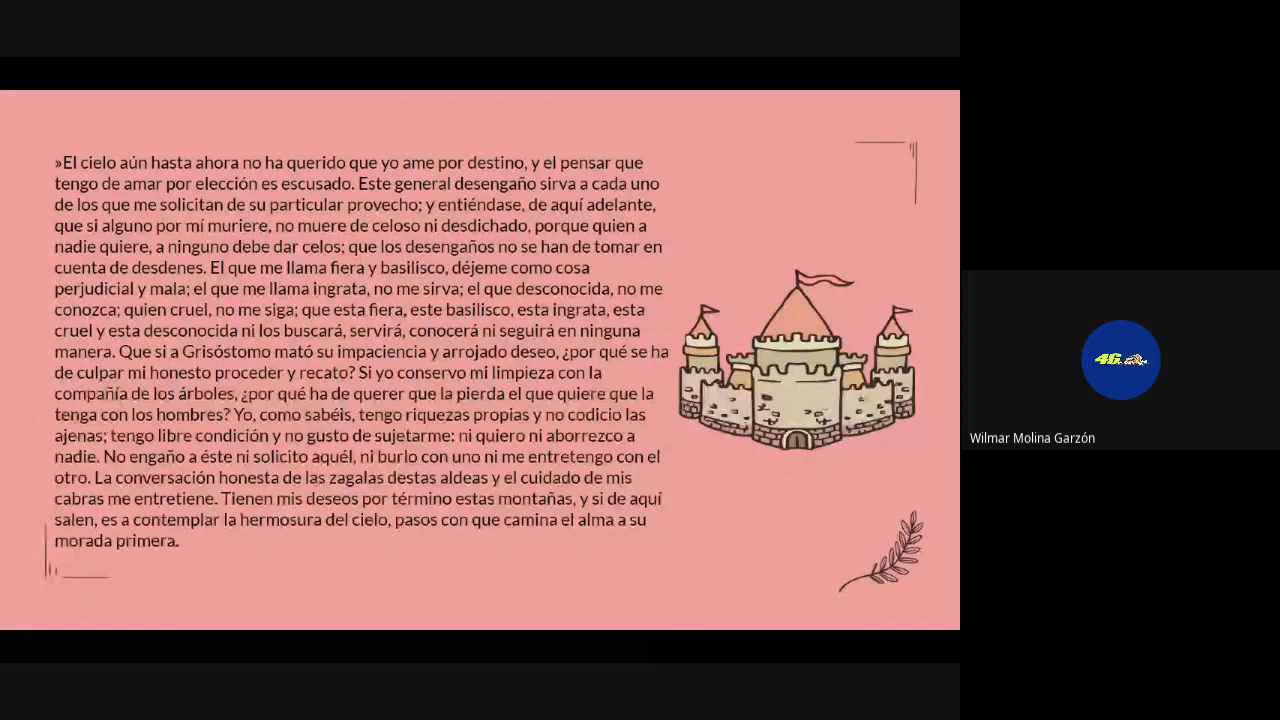 »El cielo aún hasta ahora no ha querido que yo ame por destino, y el pensar que
tengo de amar por elección es escusado. Este general desengaño sirva a cada uno
de los que me solicitan de su particular provecho; y entiéndase, de aquí adelante,
que si alguno por mí muriere, no muere de celoso ni desdichado, porque quien a
nadie quiere, a ninguno debe dar celos; que los desengaños no se han de tomar en
cuenta de desdenes. El que me llama fiera y basilisco, déjeme como cosa
perjudicial y mala; el que me llama ingrata, no me sirva; el que desconocida, no me
conozca; quien cruel, no me siga; que esta fiera, este basilisco, esta ingrata, esta
cruel y esta desconocida ni los buscará, servirá, conocerá ni seguirá en ninguna
manera. Que si a Grisóstomo mató su impaciencia y arrojado deseo, ¿por qué se ha
de culpar mi honesto proceder y recato? Si yo conservo mi limpieza con la
compañía de los árboles, ¿por qué ha de querer que la pierda el que quiere que la
tenga con los hombres? Yo, como sabéis, tengo riquezas propias y no codicio las
ajenas; tengo libre condición y no gusto de sujetarme: ni quiero ni aborrezco a
nadie. No engaño a éste ni solicito aquél, ni burlo con uno ni me entretengo con el
otro. La conversación honesta de las zagalas destas aldeas y el cuidado de mis
cabras me entretiene. Tienen mis deseos por término estas montañas, y si de aquí
salen, es a contemplar la hermosura del cielo, pasos con que camina el alma a su
morada primera.
46
Wilmar Molina Garzón